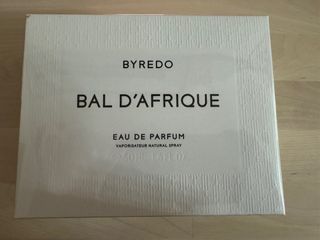 BYREDO
BAL D'AFRIQUE
EAU DE PARFUM
VAPORISATEUR NATURAL SPRAY